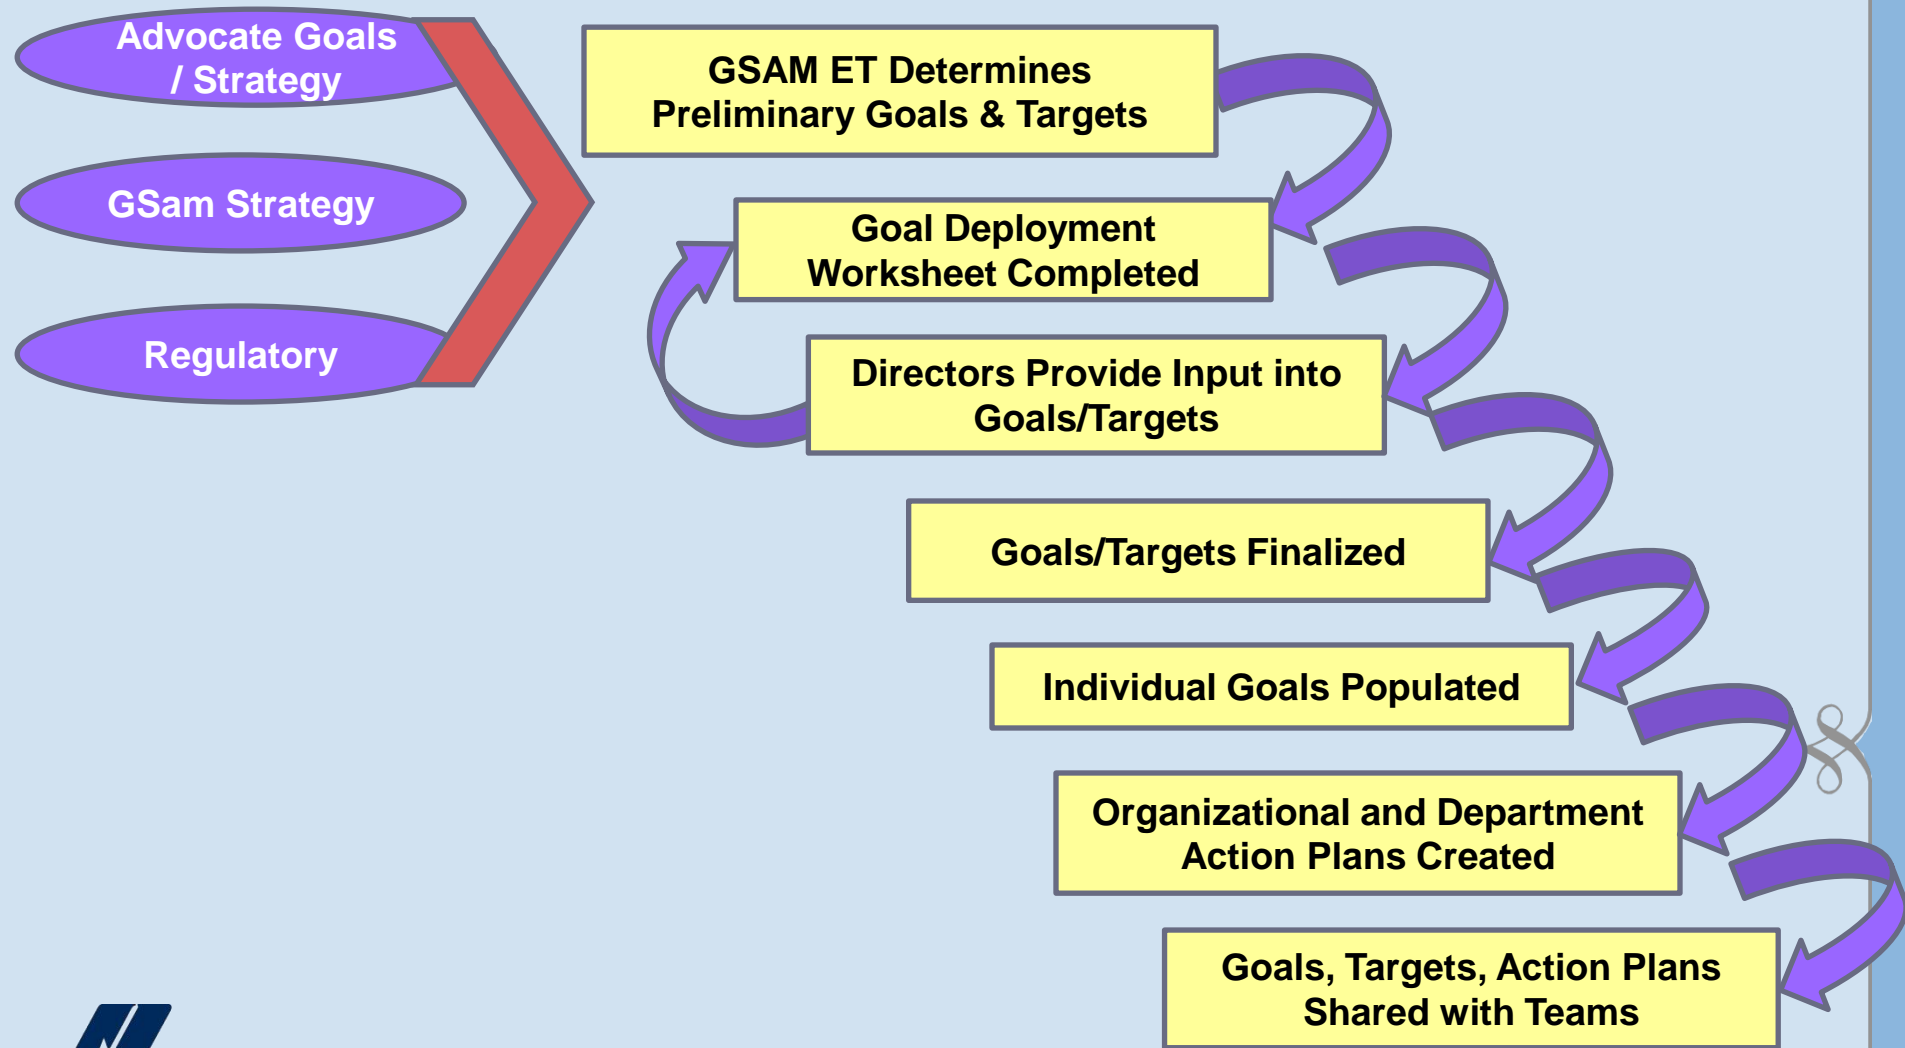 Advocate Goals
/ Strategy
GSam Strategy
Regulatory
GSAM ET Determines
Preliminary Goals & Targets
Goal Deployment
Worksheet Completed
Directors Provide Input into
Goals/Targets
Goals/Targets Finalized
Individual Goals Populated
Organizational and Department
Action Plans Created
Goals, Targets, Action Plans
Shared with Teams